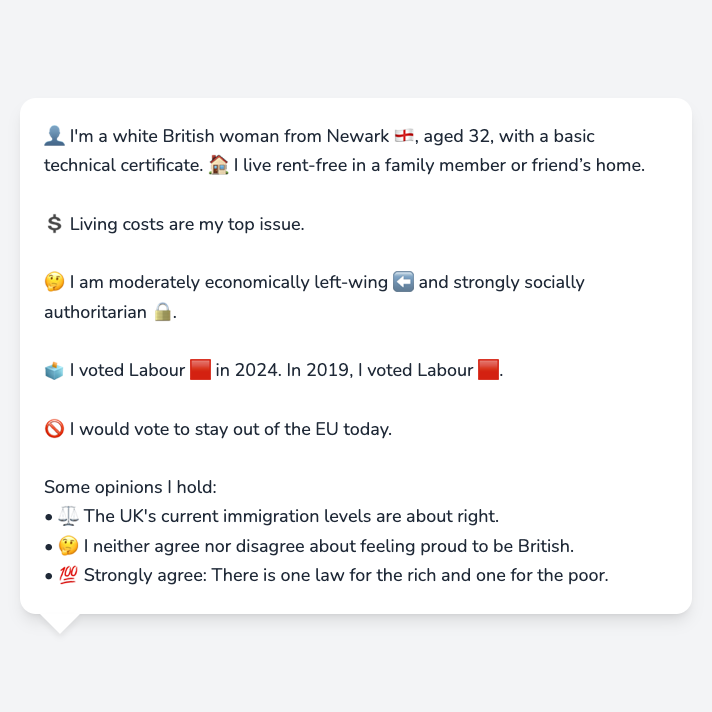 👤 I'm a white British woman from Newark 🏴󠁧󠁢󠁥󠁮󠁧󠁿, aged 32, with a basic
technical certificate. 🏠 I live rent-free in a family member or friend’s home.
💲 Living costs are my top issue.
🤔 I am moderately economically left-wing ⬅️ and strongly socially
authoritarian 🔒.
🗳️ I voted Labour 🟥 in 2024. In 2019, I voted Labour 🟥.
🚫 I would vote to stay out of the EU today.
Some opinions I hold:
• ⚖️ The UK's current immigration levels are about right.
• 🤔 I neither agree nor disagree about feeling proud to be British.
• 💯 Strongly agree: There is one law for the rich and one for the poor.